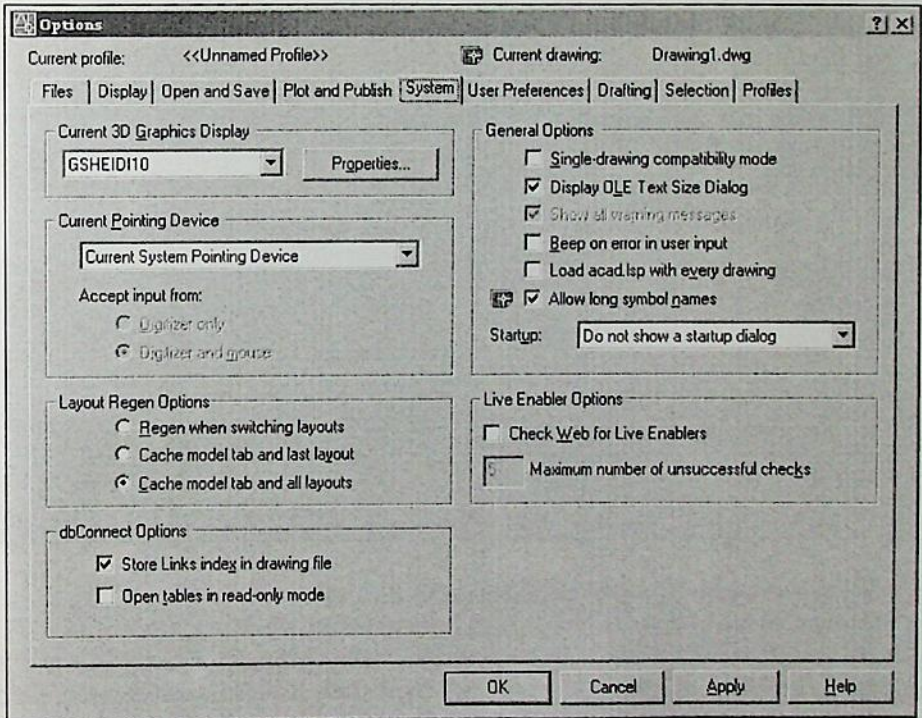 Options
Current profile: <<Unnamed Profile>> Current drawing: Drawing1.dwg
Files Display Open and Save Plot and Publish System User Preferences Drafting Selection Profiles
Current 3D Graphics Display
GSHEIDI10 Properties...
Current Pointing Device
Current System Pointing Device
Accept input from:
Digitizer only
Digitizer and mouse
Layout Regen Options
Regen when switching layouts
Cache model tab and last layout
Cache model tab and all layouts
dbConnect Options
Store Links index in drawing file
Open tables in read-only mode
General Options
Single-drawing compatibility mode
Display OLE Text Size Dialog
Show all warning messages
Beep on error in user input
Load acad.lsp with every drawing
Allow long symbol names
Startup: Do not show a startup dialog
Live Enabler Options
Check Web for Live Enablers
5 Maximum number of unsuccessful checks
OK Cancel Apply Help